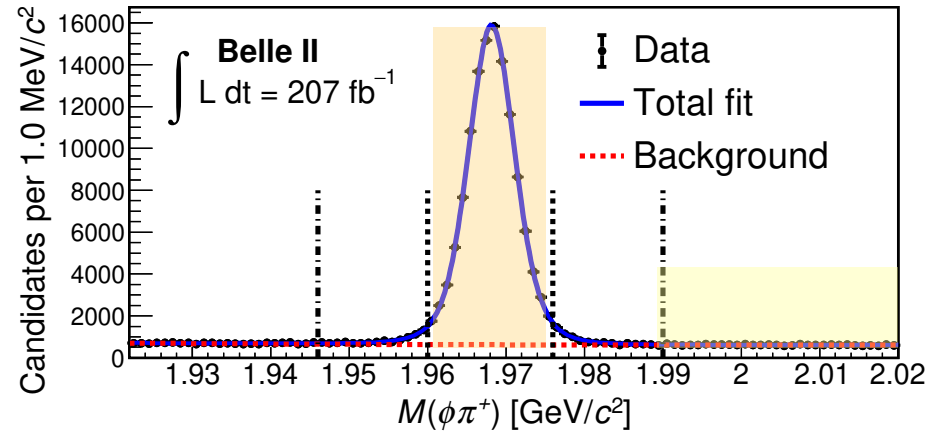 Candidates per 1.0 MeV/c²
16000
14000
12000
10000
8000
6000
4000
2000
0
Belle II
∫ L dt = 207 fb⁻¹
Data
Total fit
Background
1.93 1.94 1.95 1.96 1.97 1.98 1.99 2 2.01 2.02
M(ϕπ⁺) [GeV/c²]